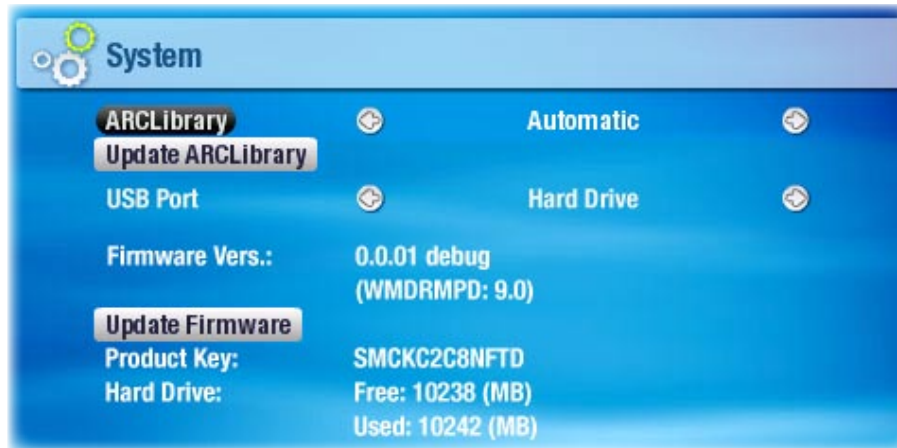 System
ARCLibrary Automatic
Update ARCLibrary
USB Port Hard Drive
Firmware Vers.: 0.0.01 debug
(WMDRMPD: 9.0)
Update Firmware
Product Key: SMCKC2C8NFTD
Hard Drive: Free: 10238 (MB)
Used: 10242 (MB)